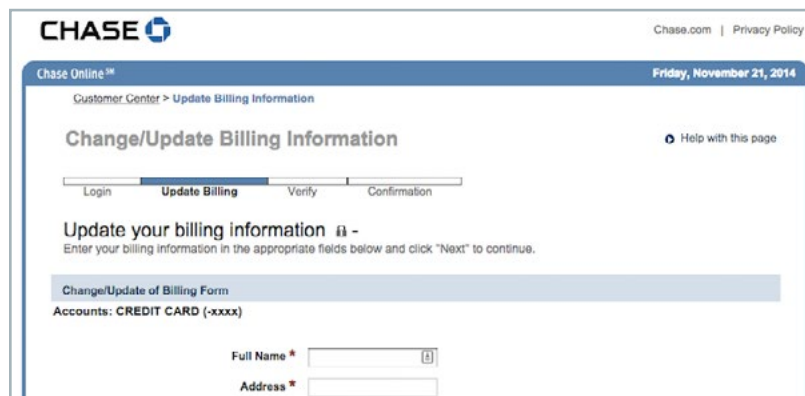 CHASE
Chase.com | Privacy Policy
Chase Online SM
Friday, November 21, 2014
Customer Center > Update Billing Information
Change/Update Billing Information
Help with this page
Login Update Billing Verify Confirmation
Update your billing information -
Enter your billing information in the appropriate fields below and click "Next" to continue.
Change/Update of Billing Form
Accounts: CREDIT CARD (-xxxx)
Full Name *
Address *